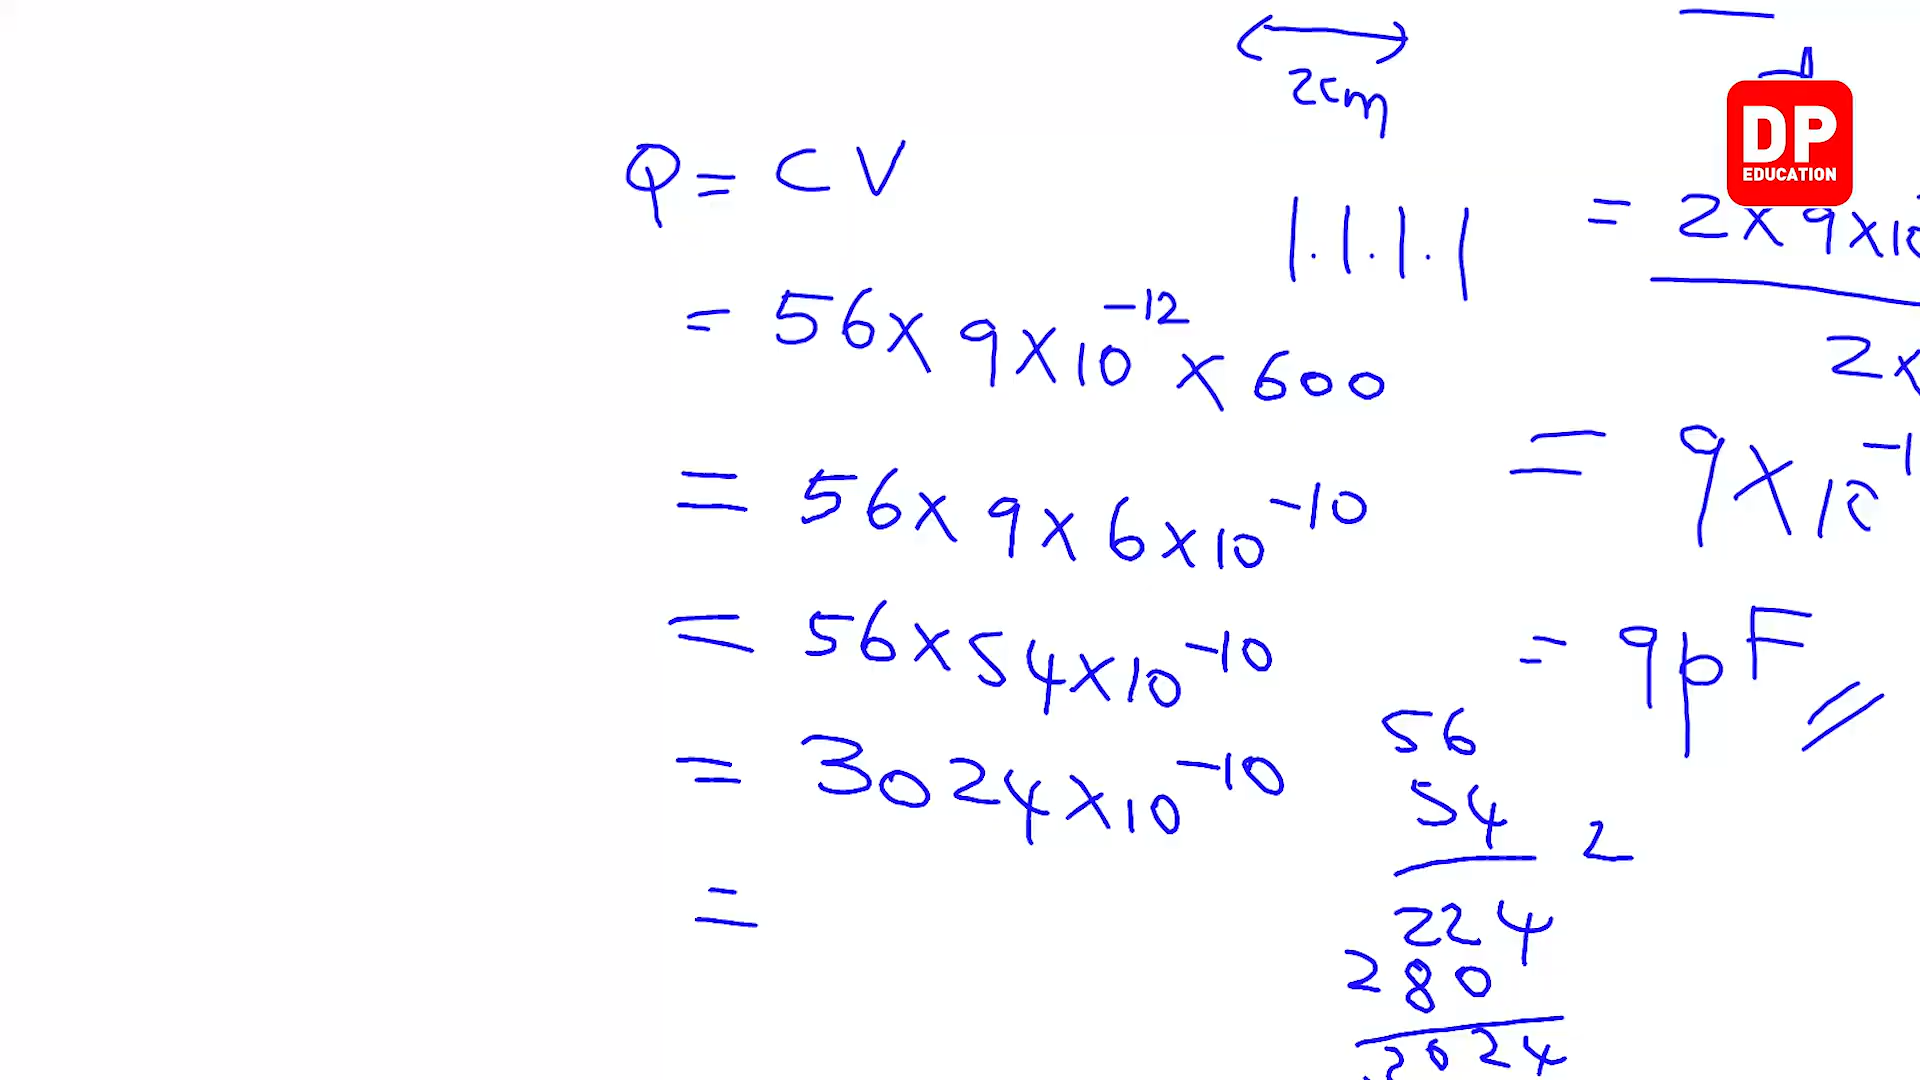 2cm
Q = CV
= 56 × 9 × 10⁻¹² × 600
= 56 × 9 × 6 × 10⁻¹⁰
= 56 × 54 × 10⁻¹⁰
= 3024 × 10⁻¹⁰
=
d
DP
EDUCATION
= 2 × 9 × 10
2 ×
= 9 × 10⁻¹
= 9pF
56
54
2
224
280
3024